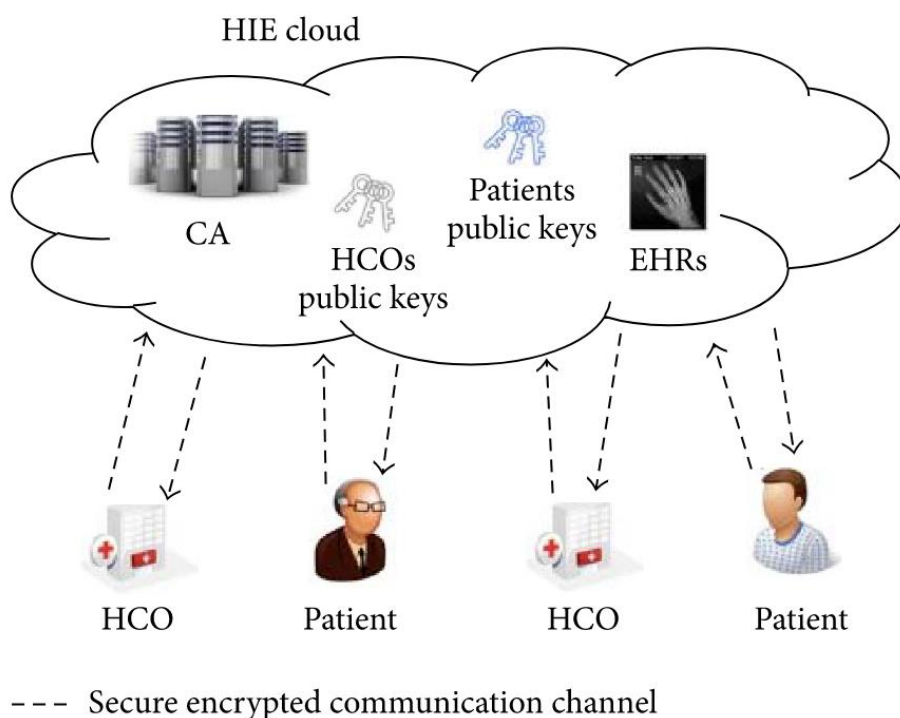 HIE cloud
CA
HCOs
public keys
Patients
public keys
EHRs
HCO
Patient
HCO
Patient
Secure encrypted communication channel